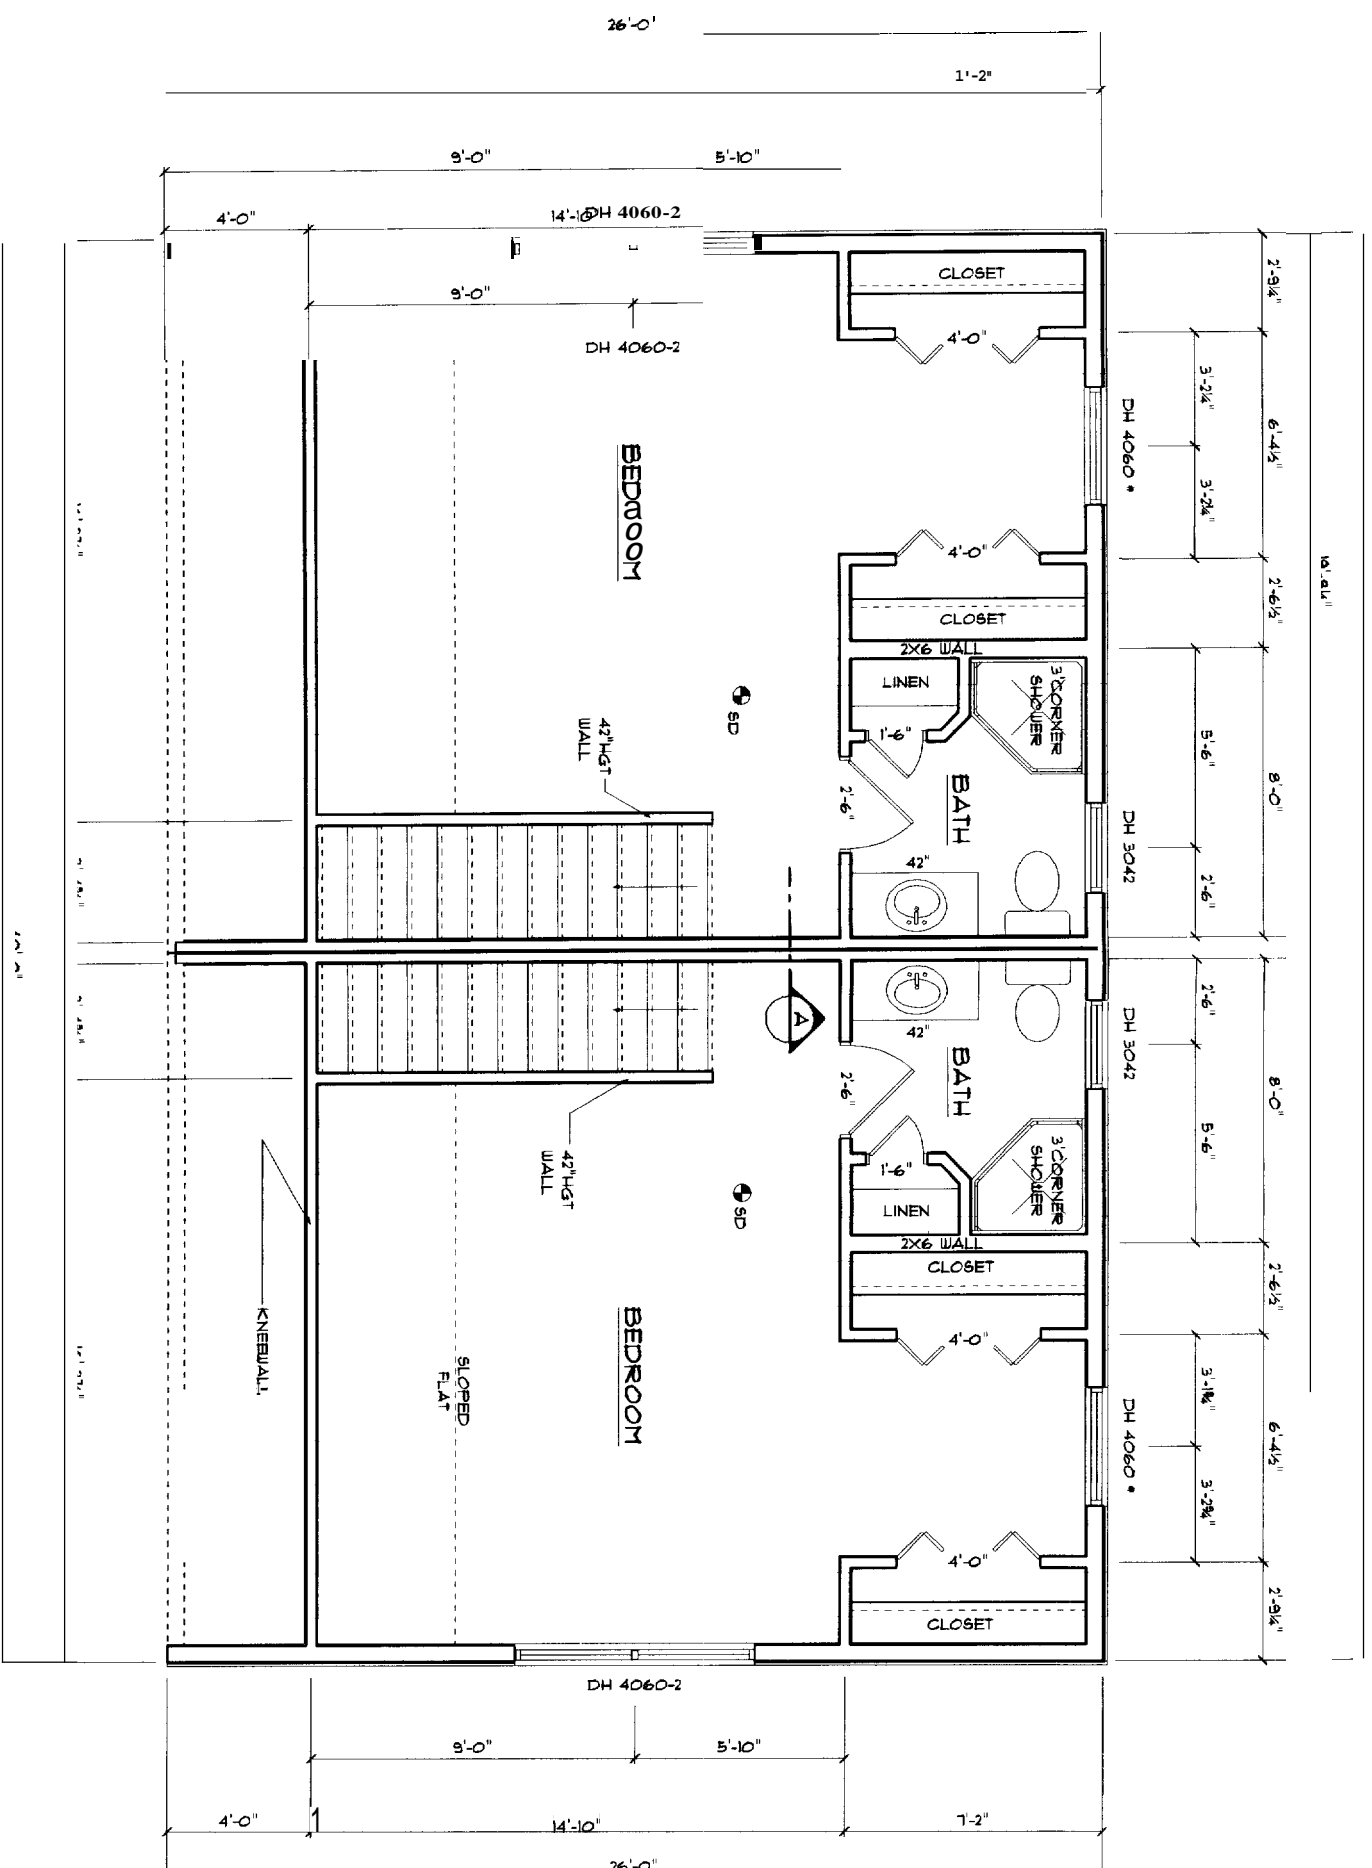 26'-0'
1'-2"
9'-0"
5'-10"
4'-0"
14'-10
DH 4060-2
CLOSET
2'-9¼"
9'-0"
4'-0"
DH 4060-2
3'-2¼"
6'-4½"
DH 4060 *
BEDROOM
3'-2¼"
4'-0"
2'-6½"
CLOSET
2X6 WALL
LINEN
3'CORNER
SHOWER
SD
42"HGT
WALL
1'-6"
5'-6"
2'-6"
BATH
8'-0"
DH 3042
42"
2'-6"
A
42"
2'-6"
DH 3042
2'-6"
BATH
8'-0"
5'-6"
42"HGT
WALL
1'-6"
3'CORNER
SHOWER
SD
LINEN
2X6 WALL
CLOSET
2'-6½"
KNEEWALL
BEDROOM
4'-0"
SLOPED
FLAT
DH 4060 *
6'-4½"
4'-0"
CLOSET
2'-9¼"
DH 4060-2
9'-0"
5'-10"
4'-0"
14'-10"
7'-2"
26'-0"